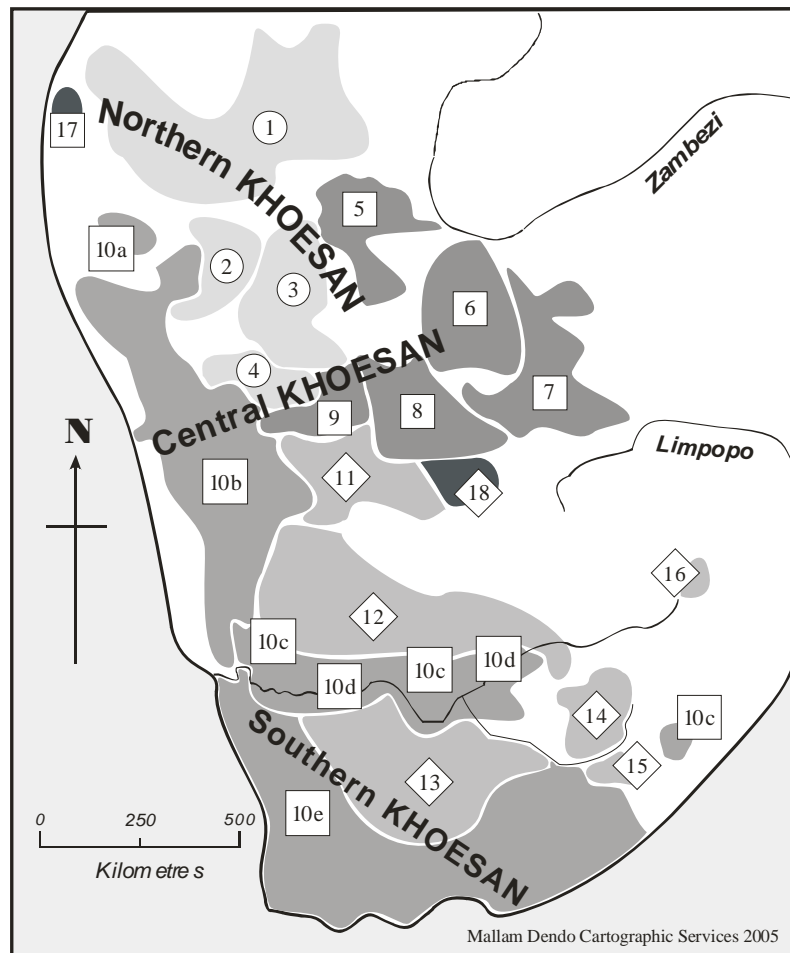 17
Northern KHOESAN
1
Zambezi
5
10a
2
3
6
4
Central KHOESAN
9
8
7
N
Limpopo
10b
11
18
16
12
10c
10d
10c
10d
14
10c
15
Southern KHOESAN
13
10e
0 250 500
Kilometres
Mallam Dendo Cartographic Services 2005